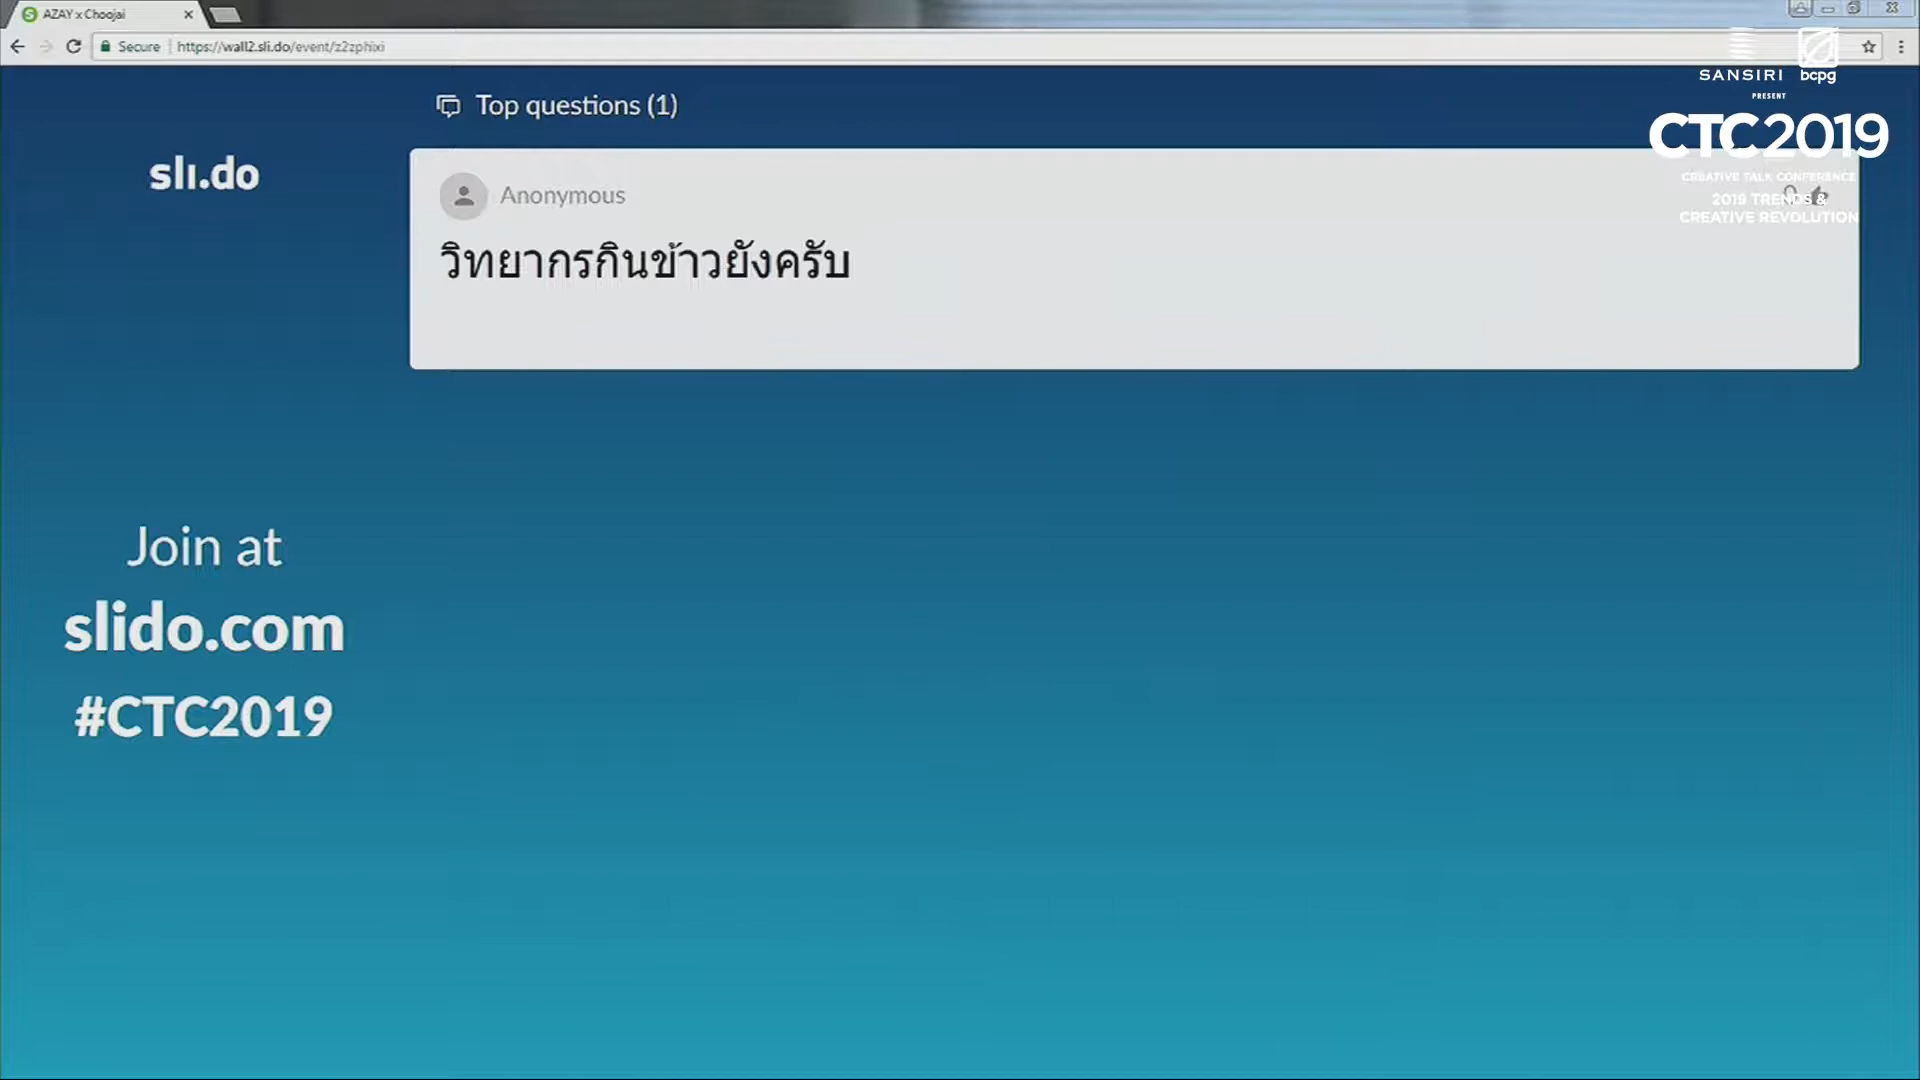 AZAY x Choojai
Secure https://wall2.sli.do/event/z2zphixi
SANSIRI bcpg
PRESENT
CTC2019
CREATIVE TALK CONFERENCE
2019 TRENDS &
CREATIVE REVOLUTION
Top questions (1)
sli.do
Anonymous
วิทยากรกินข้าวยังครับ
Join at
slido.com
#CTC2019